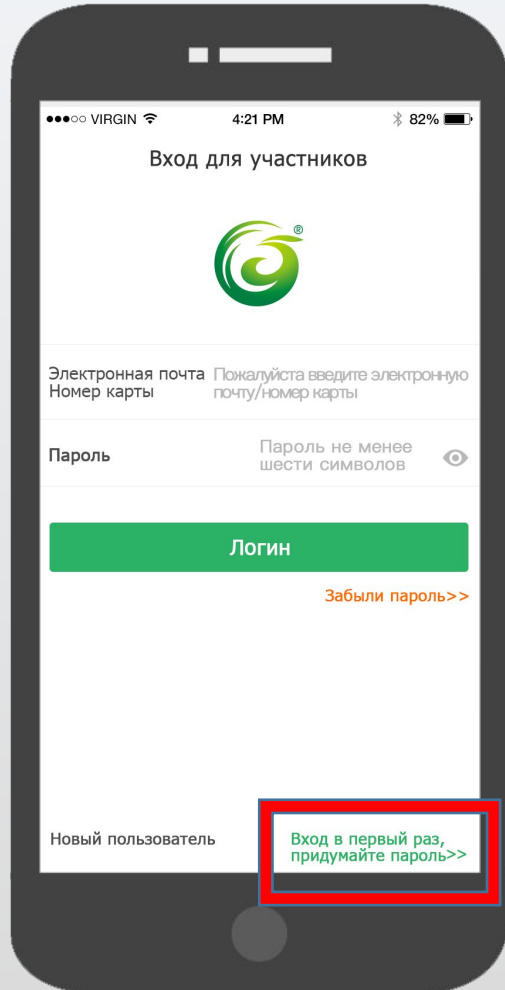 ●●●○○ VIRGIN 4:21 PM 82%
Вход для участников
®
Электронная почта Пожалуйста введите электронную
Номер карты почту/номер карты
Пароль Пароль не менее
шести символов
Логин
Забыли пароль>>
Новый пользователь Вход в первый раз,
придумайте пароль>>